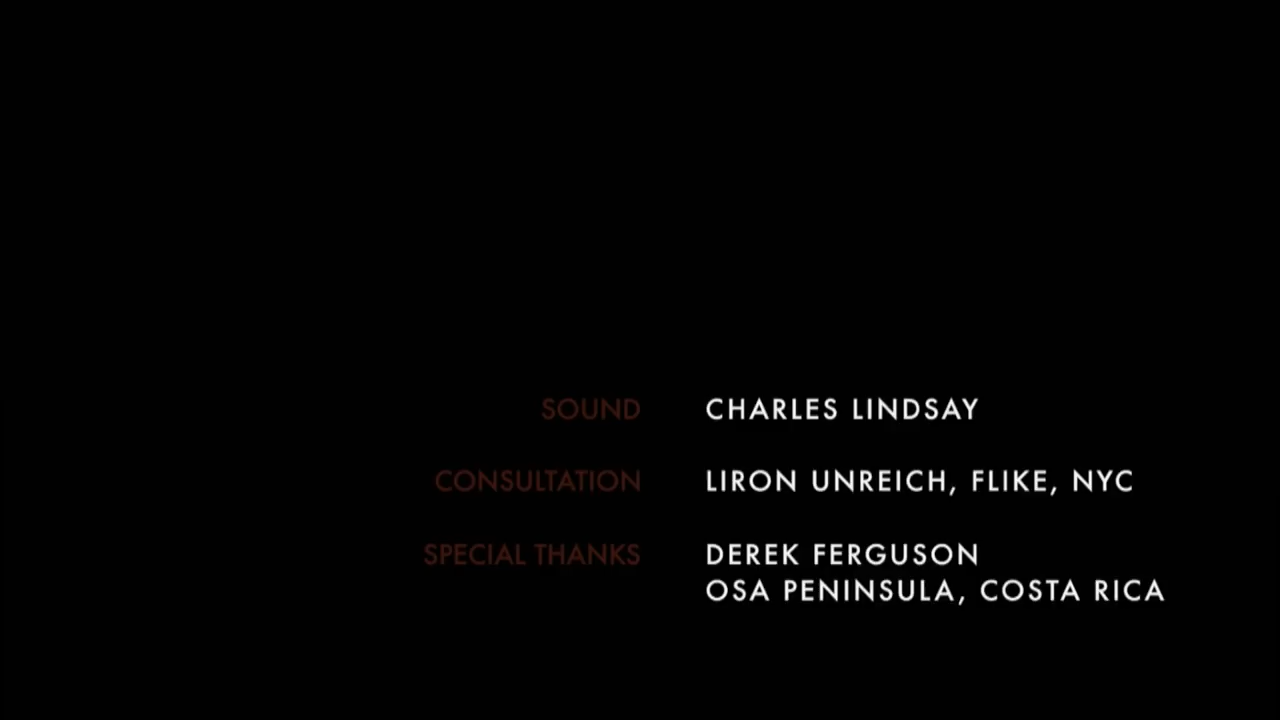 SOUND CHARLES LINDSAY
CONSULTATION LIRON UNREICH, FLIKE, NYC
SPECIAL THANKS DEREK FERGUSON
OSA PENINSULA, COSTA RICA